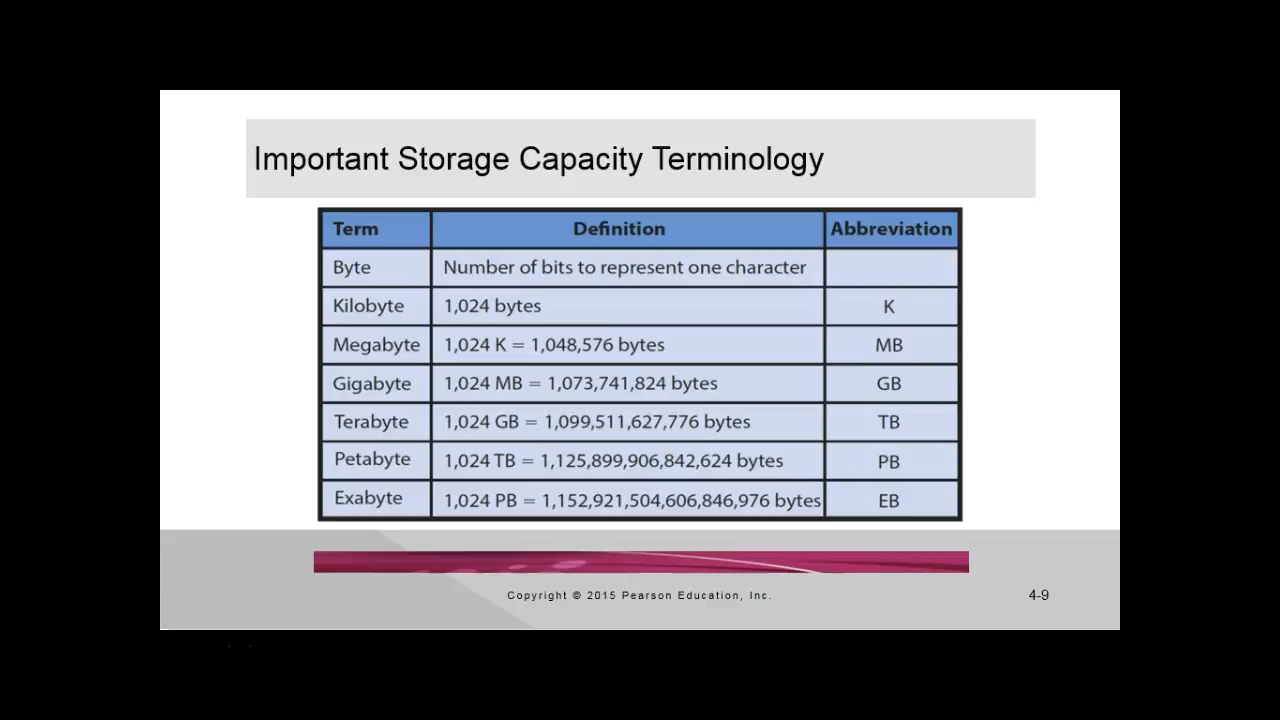 Important Storage Capacity Terminology
Term Definition Abbreviation
Byte Number of bits to represent one character
Kilobyte 1,024 bytes K
Megabyte 1,024 K = 1,048,576 bytes MB
Gigabyte 1,024 MB = 1,073,741,824 bytes GB
Terabyte 1,024 GB = 1,099,511,627,776 bytes TB
Petabyte 1,024 TB = 1,125,899,906,842,624 bytes PB
Exabyte 1,024 PB = 1,152,921,504,606,846,976 bytes EB
Copyright © 2015 Pearson Education, Inc. 4-9